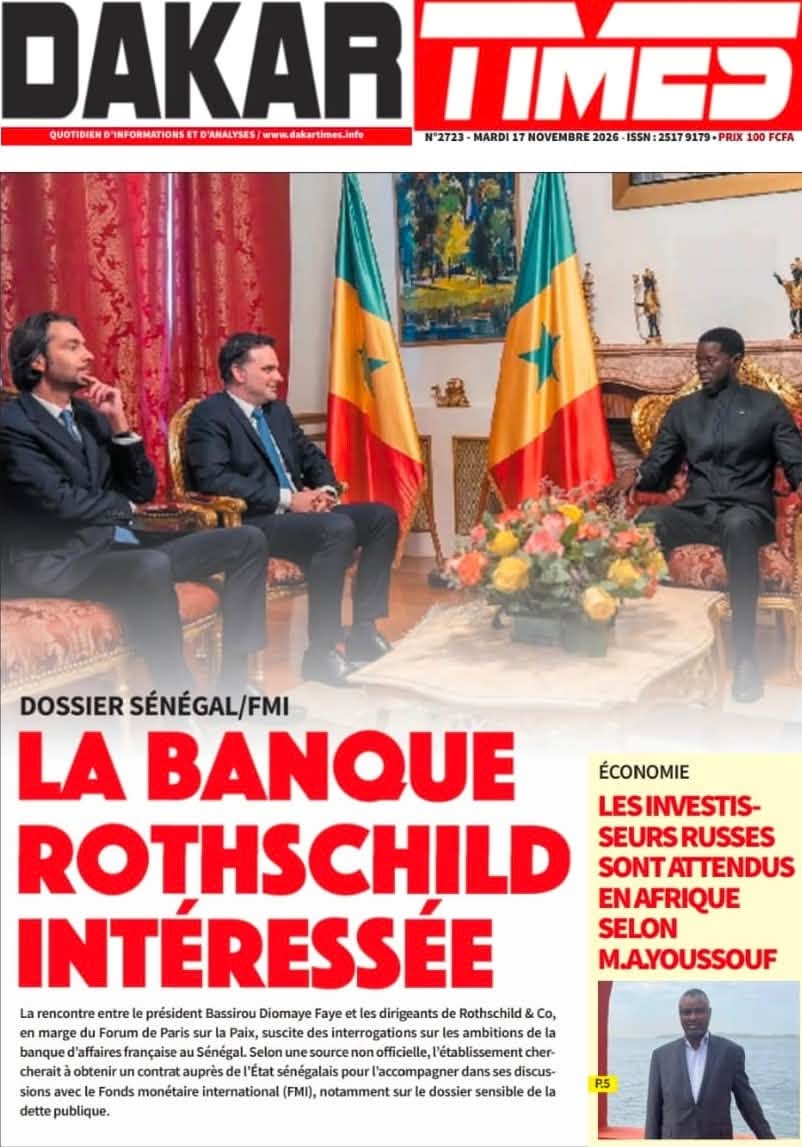 DAKAR TIMES
QUOTIDIEN D'INFORMATIONS ET D'ANALYSES / www.dakartimes.info
N°2723 - MARDI 17 NOVEMBRE 2026 - ISSN : 2517 9179 • PRIX 100 FCFA
DOSSIER SÉNÉGAL/FMI
LA BANQUE
ROTHSCHILD
INTÉRESSÉE
La rencontre entre le président Bassirou Diomaye Faye et les dirigeants de Rothschild & Co,
en marge du Forum de Paris sur la Paix, suscite des interrogations sur les ambitions de la
banque d'affaires française au Sénégal. Selon une source non officielle, l'établissement cher-
cherait à obtenir un contrat auprès de l'État sénégalais pour l'accompagner dans ses discus-
sions avec le Fonds monétaire international (FMI), notamment sur le dossier sensible de la
dette publique.
ÉCONOMIE
LES INVESTIS-
SEURS RUSSES
SONT ATTENDUS
EN AFRIQUE
SELON
M.A.YOUSSOUF
P.5